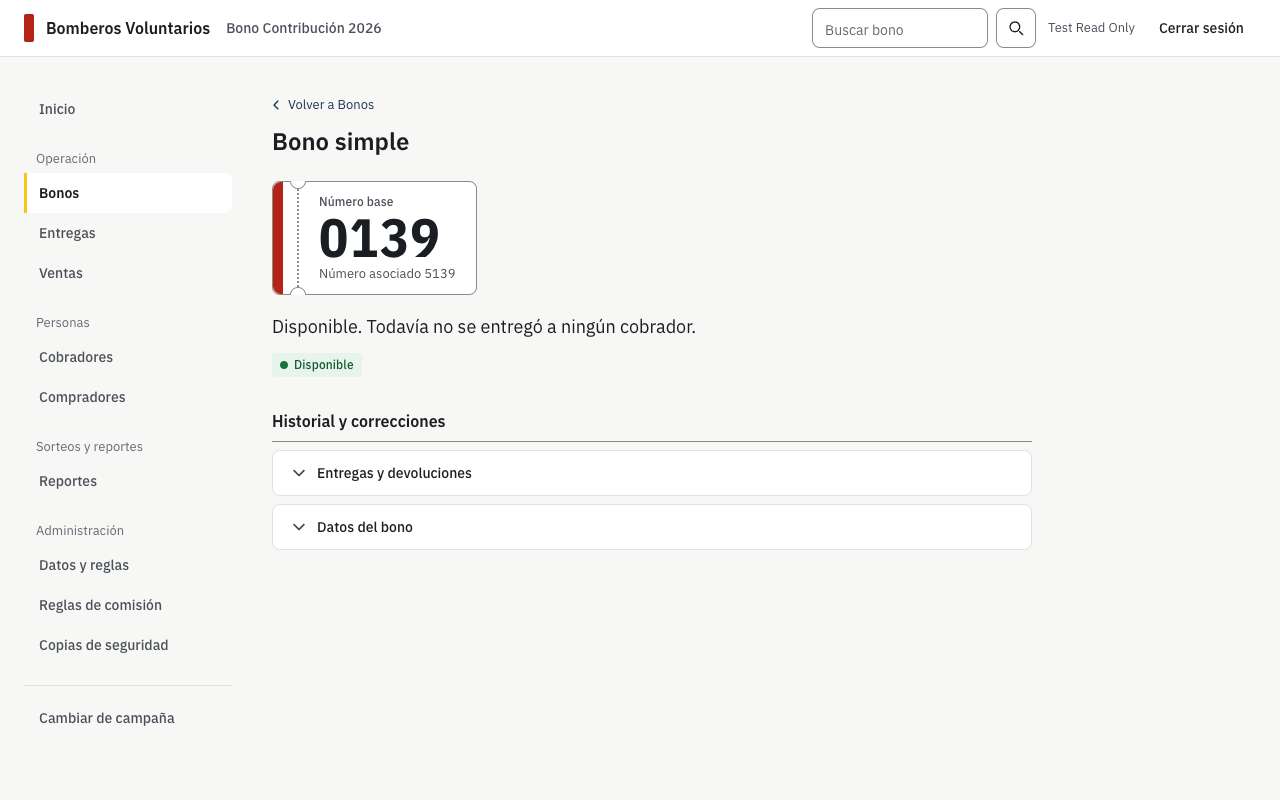 Bomberos Voluntarios
Bono Contribución 2026
Buscar bono
Test Read Only
Cerrar sesión
Inicio
Operación
Bonos
Entregas
Ventas
Personas
Cobradores
Compradores
Sorteos y reportes
Reportes
Administración
Datos y reglas
Reglas de comisión
Copias de seguridad
Cambiar de campaña
Volver a Bonos
Bono simple
Número base
0139
Número asociado 5139
Disponible. Todavía no se entregó a ningún cobrador.
Disponible
Historial y correcciones
Entregas y devoluciones
Datos del bono